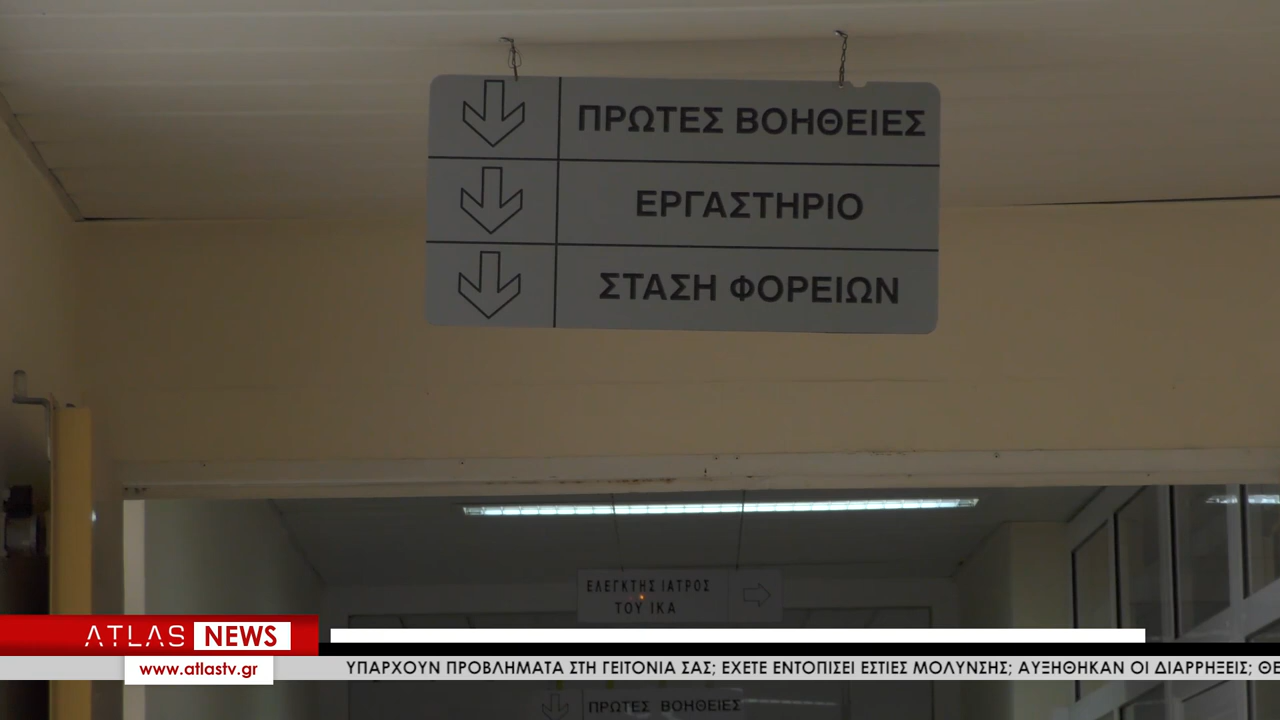 ΠΡΩΤΕΣ ΒΟΗΘΕΙΕΣ
ΕΡΓΑΣΤΗΡΙΟ
ΣΤΑΣΗ ΦΟΡΕΙΩΝ
ΕΛΕΓΚΤΗΣ ΙΑΤΡΟΣ
ΤΟΥ ΙΚΑ
ATLAS NEWS
www.atlastv.gr
ΥΠΑΡΧΟΥΝ ΠΡΟΒΛΗΜΑΤΑ ΣΤΗ ΓΕΙΤΟΝΙΑ ΣΑΣ; ΕΧΕΤΕ ΕΝΤΟΠΙΣΕΙ ΕΣΤΙΕΣ ΜΟΛΥΝΣΗΣ; ΑΥΞΗΘΗΚΑΝ ΟΙ ΔΙΑΡΡΗΞΕΙΣ; ΘΕ
ΠΡΩΤΕΣ ΒΟΗΘΕΙΕΣ